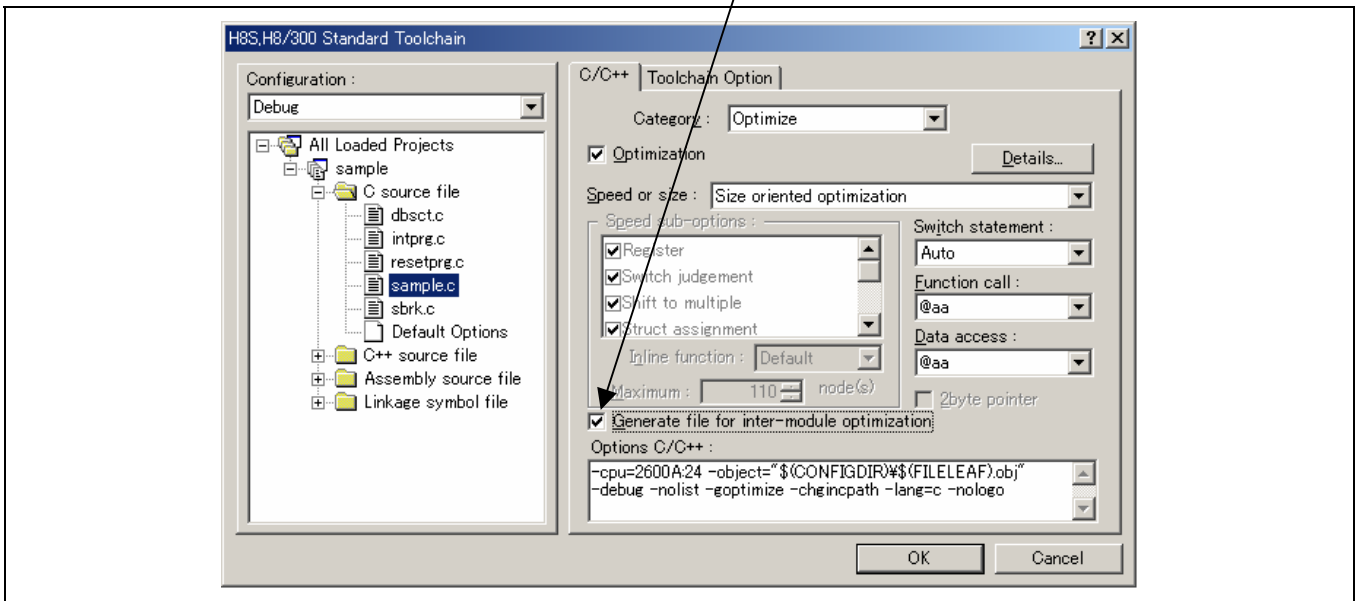 H8S,H8/300 Standard Toolchain
Configuration :
Debug
All Loaded Projects
sample
C source file
dbsct.c
intprg.c
resetprg.c
sample.c
sbrk.c
Default Options
C++ source file
Assembly source file
Linkage symbol file
C/C++
Toolchain Option
Category : Optimize
Optimization
Details...
Speed or size : Size oriented optimization
Speed sub-options :
Register
Switch judgement
Shift to multiple
Struct assignment
Inline function : Default
Maximum : 110 node(s)
Switch statement :
Auto
Function call :
@aa
Data access :
@aa
2byte pointer
Generate file for inter-module optimization
Options C/C++ :
-cpu=2600A:24 -object="$(CONFIGDIR)¥$(FILELEAF).obj"
-debug -nolist -goptimize -chgincpath -lang=c -nologo
OK
Cancel